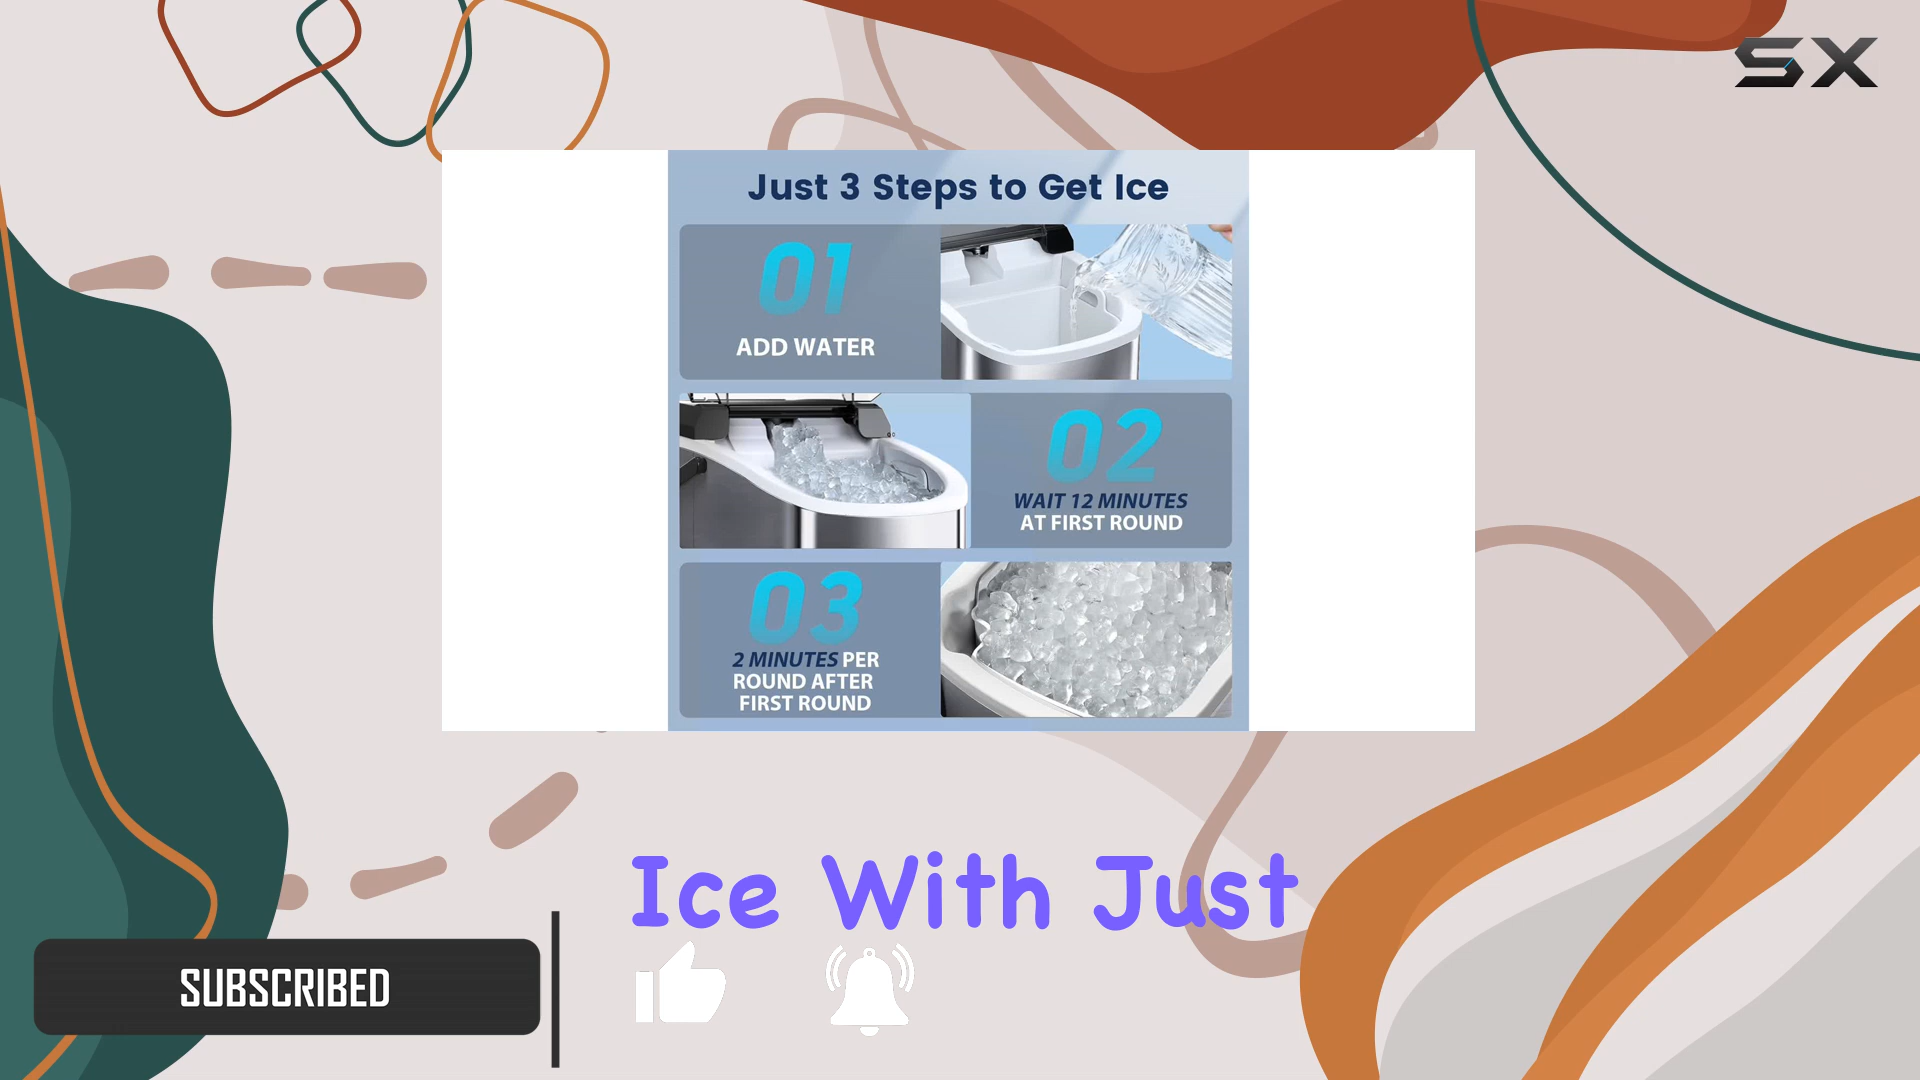 SX
Just 3 Steps to Get Ice
01
ADD WATER
02
WAIT 12 MINUTES
AT FIRST ROUND
03
2 MINUTES PER
ROUND AFTER
FIRST ROUND
Ice With Just
SUBSCRIBED